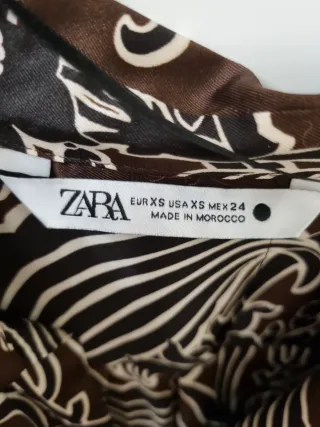 ZARA
EUR XS USA XS MEX 24
MADE IN MOROCCO